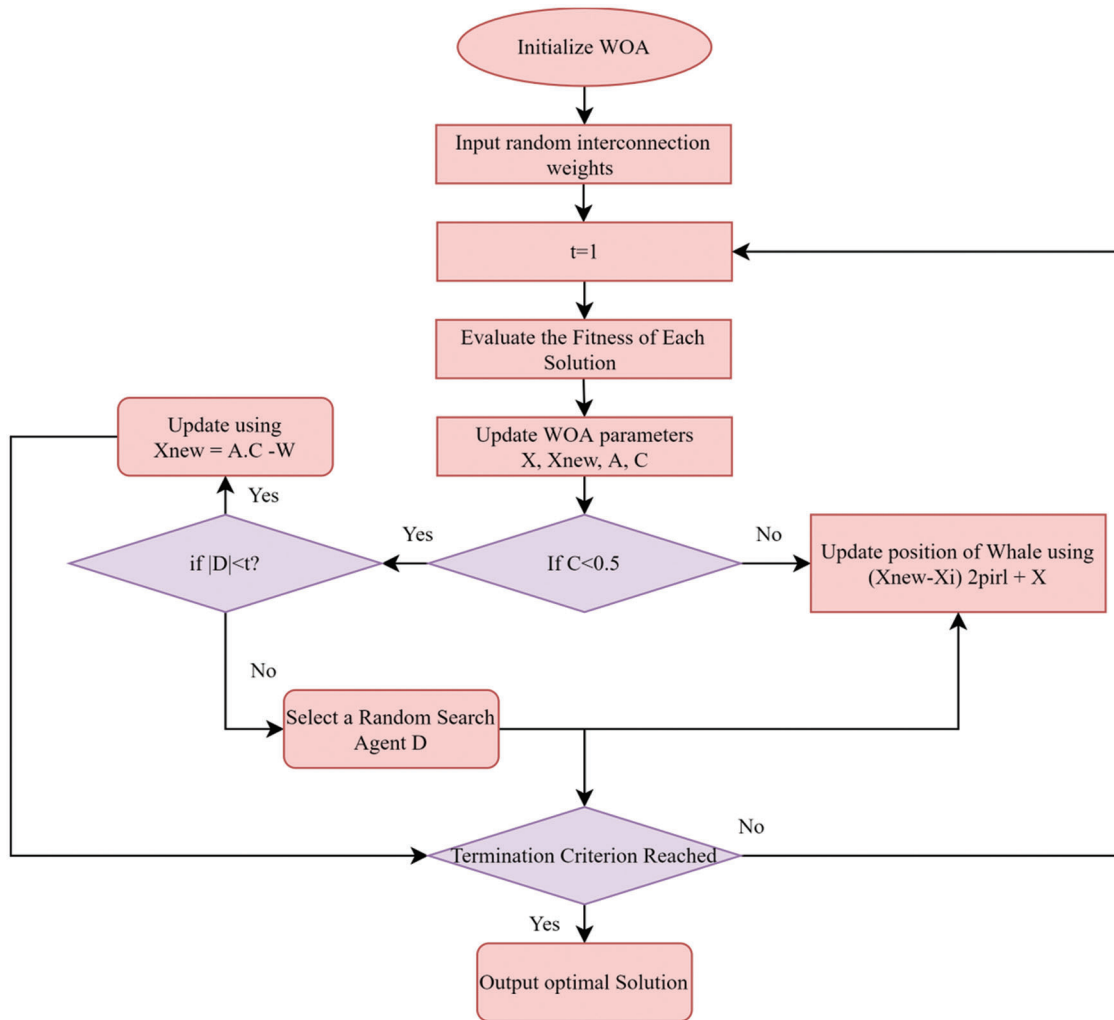 Initialize WOA
Input random interconnection
weights
t=1
Evaluate the Fitness of Each
Solution
Update WOA parameters
X, Xnew, A, C
Update using
Xnew = A.C -W
Yes
if |D|<t?
Yes
If C<0.5
No
Update position of Whale using
(Xnew-Xi) 2pirl + X
No
Select a Random Search
Agent D
Termination Criterion Reached
No
Yes
Output optimal Solution